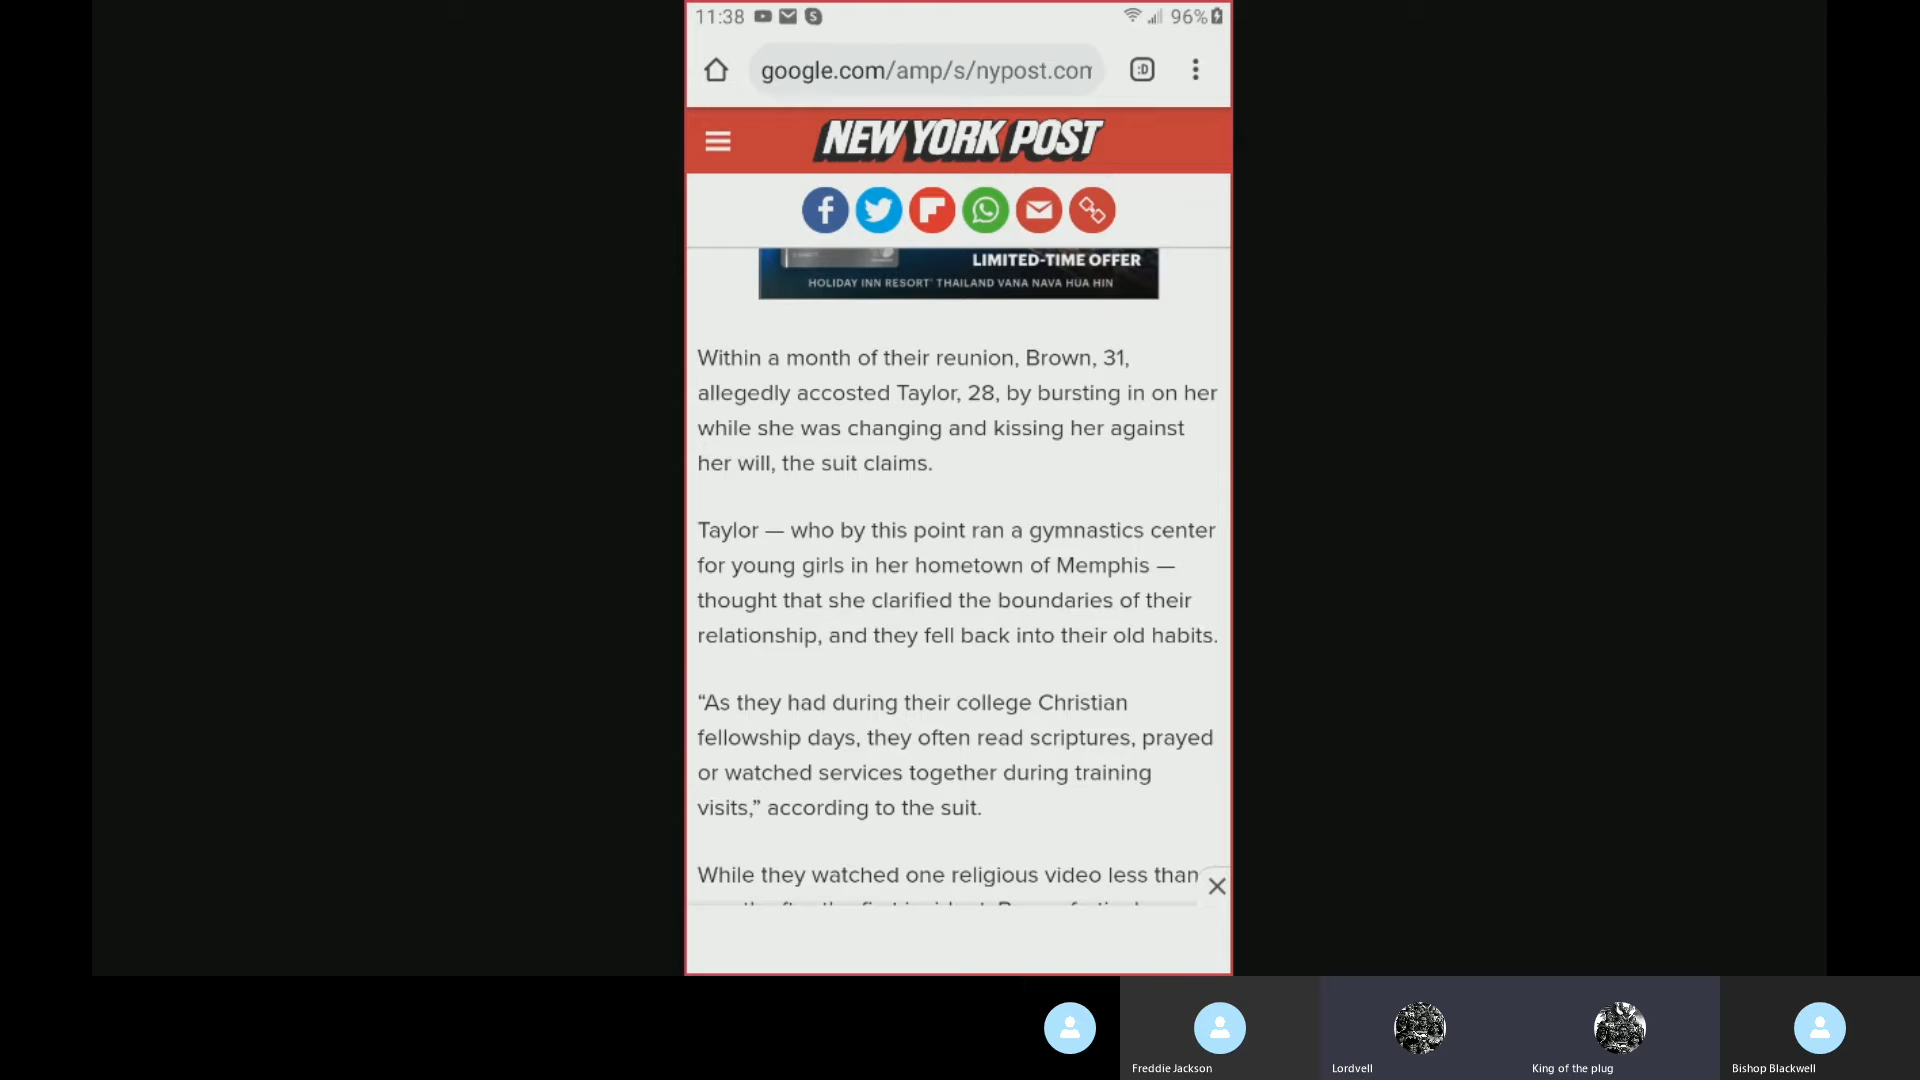 11:38
96%
google.com/amp/s/nypost.com
:D
NEW YORK POST
LIMITED-TIME OFFER
HOLIDAY INN RESORT® THAILAND VANA NAVA HUA HIN
Within a month of their reunion, Brown, 31,
allegedly accosted Taylor, 28, by bursting in on her
while she was changing and kissing her against
her will, the suit claims.
Taylor — who by this point ran a gymnastics center
for young girls in her hometown of Memphis —
thought that she clarified the boundaries of their
relationship, and they fell back into their old habits.
“As they had during their college Christian
fellowship days, they often read scriptures, prayed
or watched services together during training
visits,” according to the suit.
While they watched one religious video less than
Freddie Jackson
Lordvell
King of the plug
Bishop Blackwell